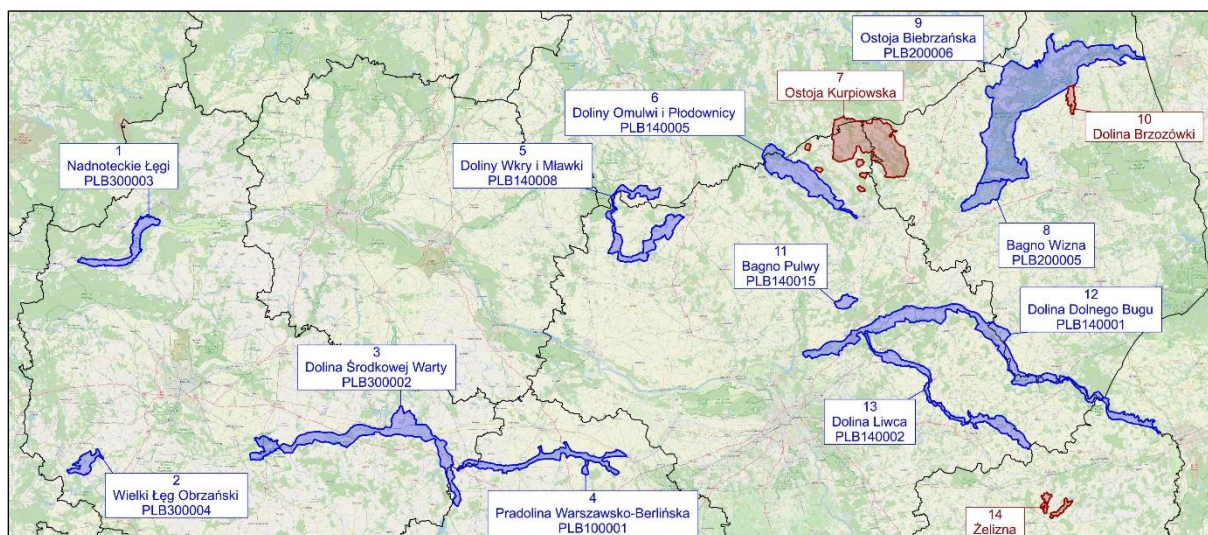 1
Nadnoteckie Łęgi
PLB300003
2
Wielki Łęg Obrzański
PLB300004
3
Dolina Środkowej Warty
PLB300002
4
Pradolina Warszawsko-Berlińska
PLB100001
5
Doliny Wkry i Mławki
PLB140008
6
Doliny Omulwi i Płodownicy
PLB140005
7
Ostoja Kurpiowska
8
Bagno Wizna
PLB200005
9
Ostoja Biebrzańska
PLB200006
10
Dolina Brzozówki
11
Bagno Pulwy
PLB140015
12
Dolina Dolnego Bugu
PLB140001
13
Dolina Liwca
PLB140002
14
Żelizna